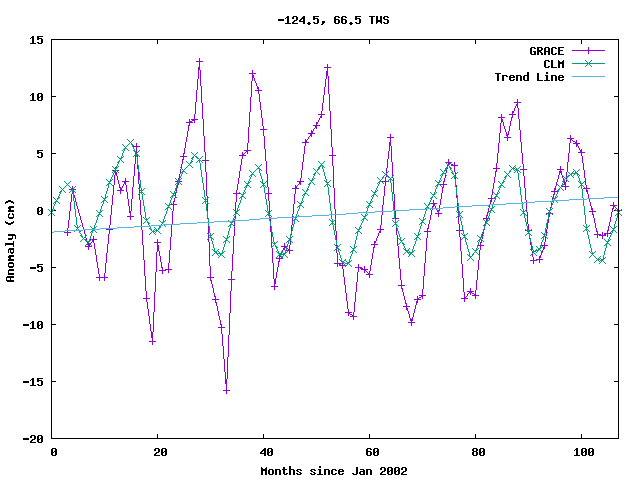 -124.5, 66.5 TWS
GRACE
CLM
Trend Line
15
10
5
0
-5
-10
-15
-20
Anomaly (cm)
0 20 40 60 80 100
Months since Jan 2002